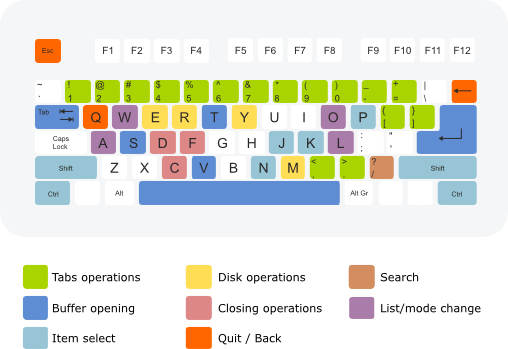 Esc F1 F2 F3 F4 F5 F6 F7 F8 F9 F10 F11 F12
~ ! @ # $ % ^ & * ( ) _ + |
` 1 2 3 4 5 6 7 8 9 0 - = \
Tab Q W E R T Y U I O P { }
[ ]
Caps Lock A S D F G H J K L : "
; '
Shift Z X C V B N M < > ? Shift
, . /
Ctrl Alt Alt Gr Ctrl
Tabs operations Disk operations Search
Buffer opening Closing operations List/mode change
Item select Quit / Back